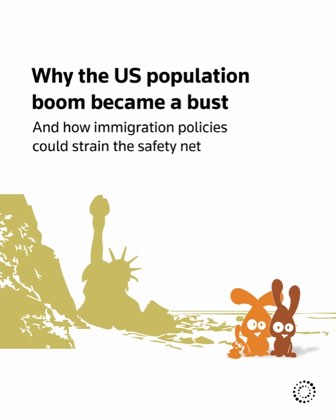 Why the US population
boom became a bust
And how immigration policies
could strain the safety net